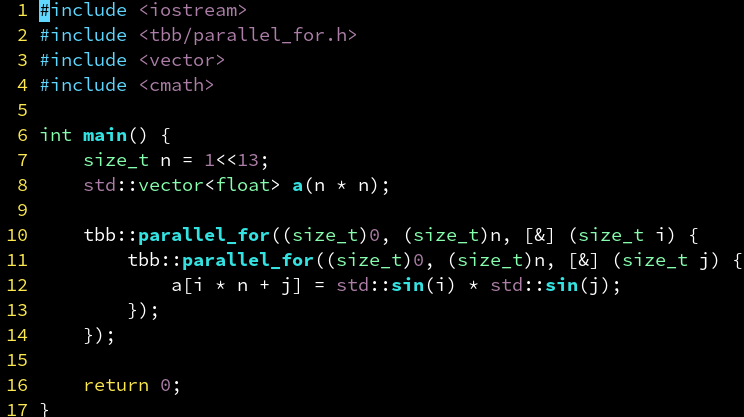 1 #include <iostream>
2 #include <tbb/parallel_for.h>
3 #include <vector>
4 #include <cmath>
5
6 int main() {
7     size_t n = 1<<13;
8     std::vector<float> a(n * n);
9
10     tbb::parallel_for((size_t)0, (size_t)n, [&] (size_t i) {
11         tbb::parallel_for((size_t)0, (size_t)n, [&] (size_t j) {
12             a[i * n + j] = std::sin(i) * std::sin(j);
13         });
14     });
15
16     return 0;
17 }